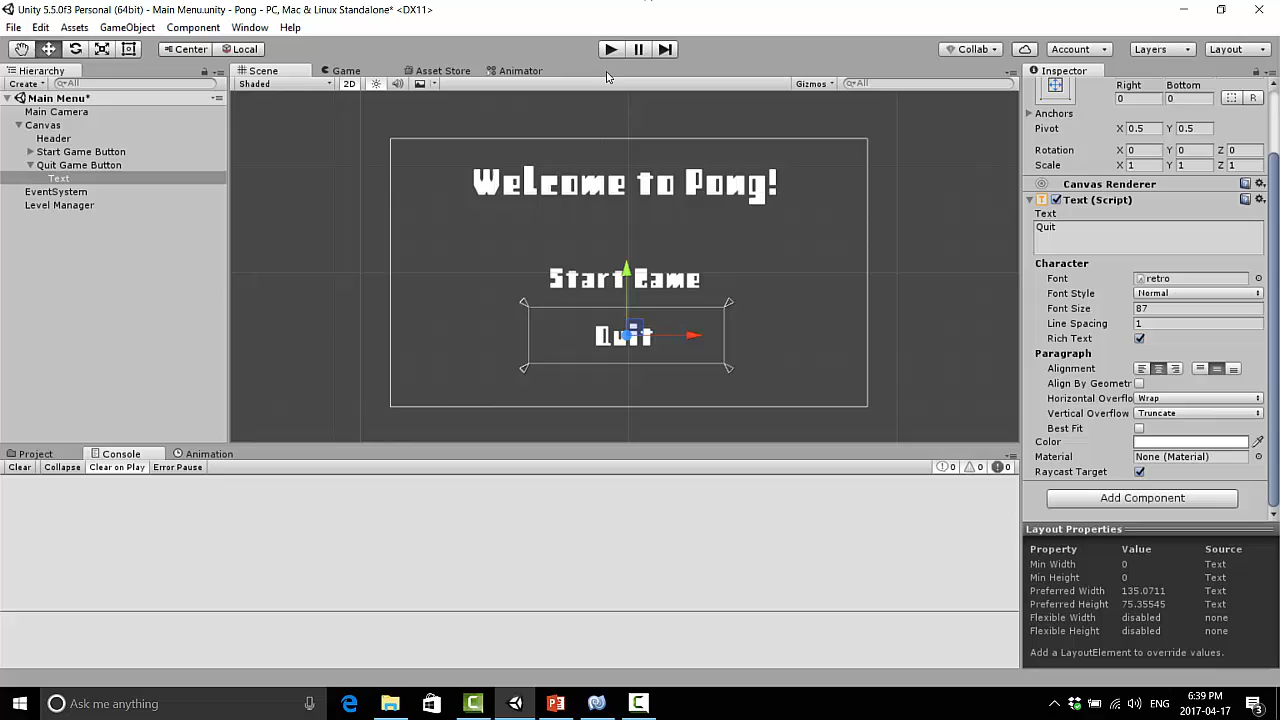 Unity 5.5.0f3 Personal (64bit) - Main Menu.unity - Pong - PC, Mac & Linux Standalone* <DX11>
File Edit Assets GameObject Component Window Help
Center Local Collab Account Layers Layout
Hierarchy Scene Game Asset Store Animator Inspector
Create All Shaded 2D Gizmos All
Main Menu*
Main Camera
Canvas
Header
Start Game Button
Quit Game Button
Text
EventSystem
Level Manager
Welcome to Pong!
Start Game
Quit
Right Bottom
0 0 R
Anchors
Pivot X 0.5 Y 0.5
Rotation X 0 Y 0 Z 0
Scale X 1 Y 1 Z 1
Canvas Renderer
Text (Script)
Text
Quit
Character
Font retro
Font Style Normal
Font Size 87
Line Spacing 1
Rich Text
Paragraph
Alignment
Align By Geometr
Horizontal Overflo Wrap
Vertical Overflow Truncate
Best Fit
Color
Material None (Material)
Raycast Target
Add Component
Layout Properties
Property Value Source
Min Width 0 Text
Min Height 0 Text
Preferred Width 135.0711 Text
Preferred Height 75.35545 Text
Flexible Width disabled none
Flexible Height disabled none
Add a LayoutElement to override values.
Project Console Animation
Clear Collapse Clear on Play Error Pause 0 0 0
Ask me anything
ENG 6:39 PM
2017-04-17